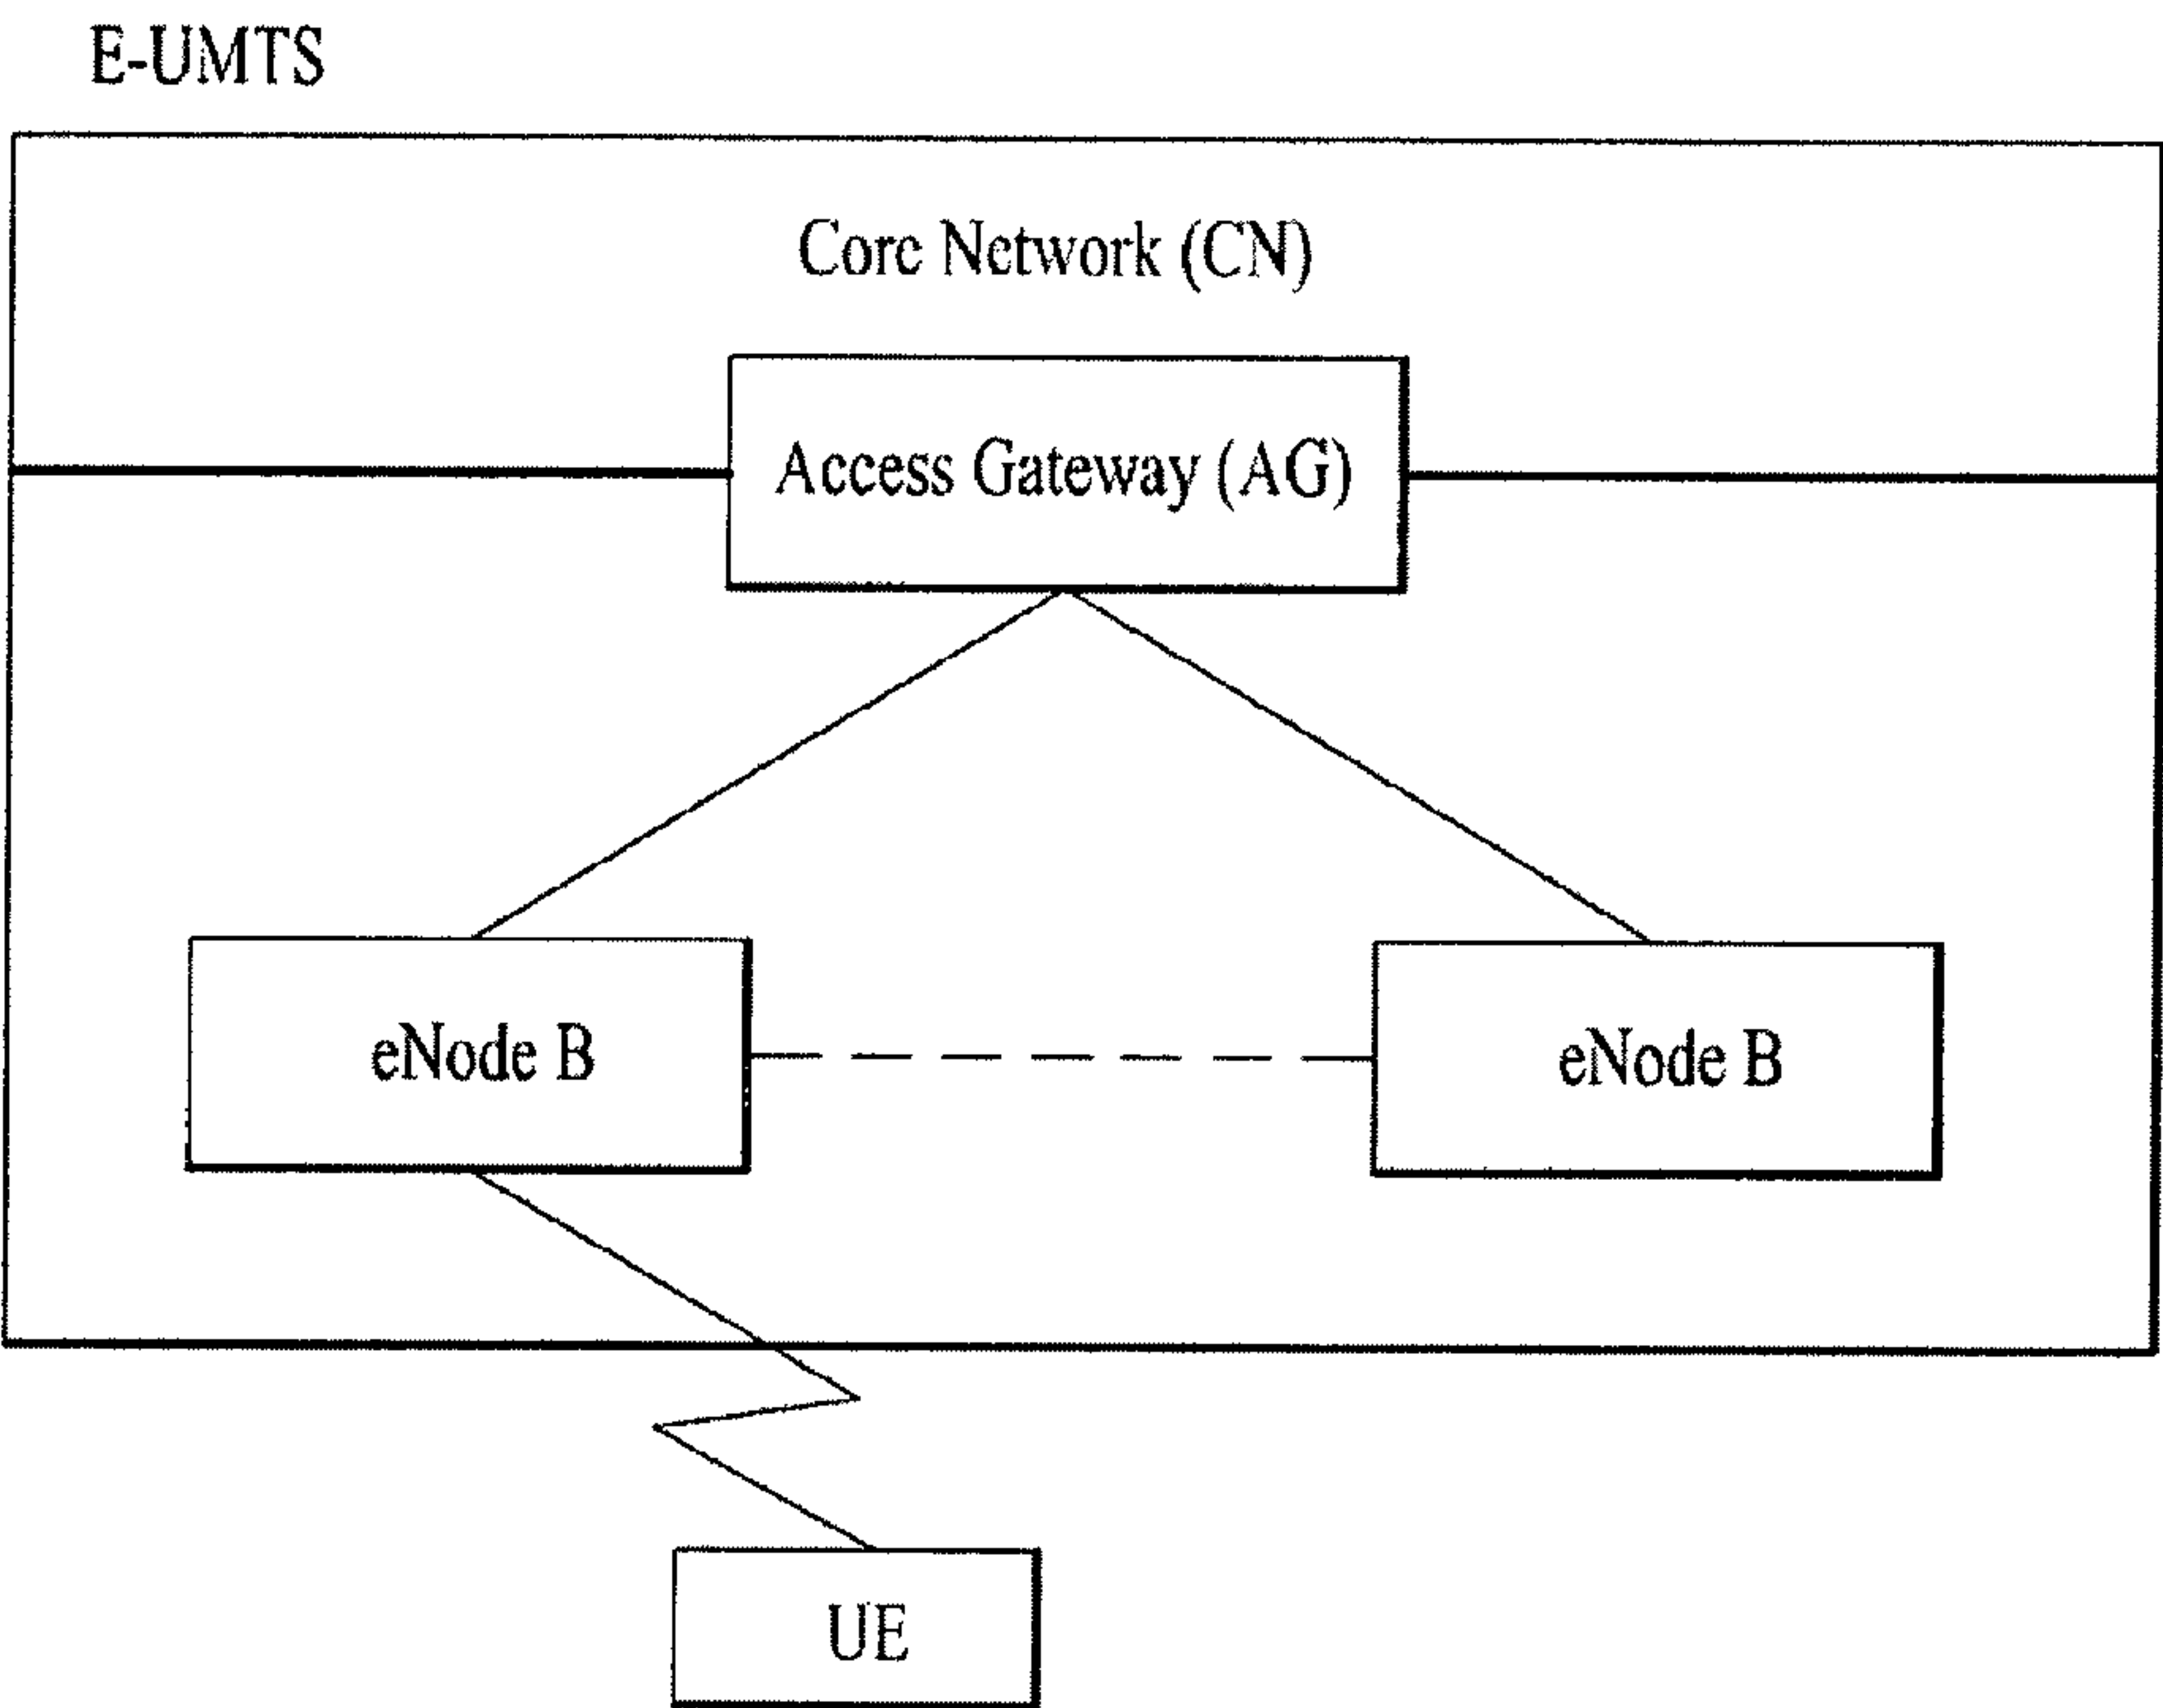 E-UMTS
Core Network (CN)
Access Gateway (AG)
eNode B
eNode B
UE